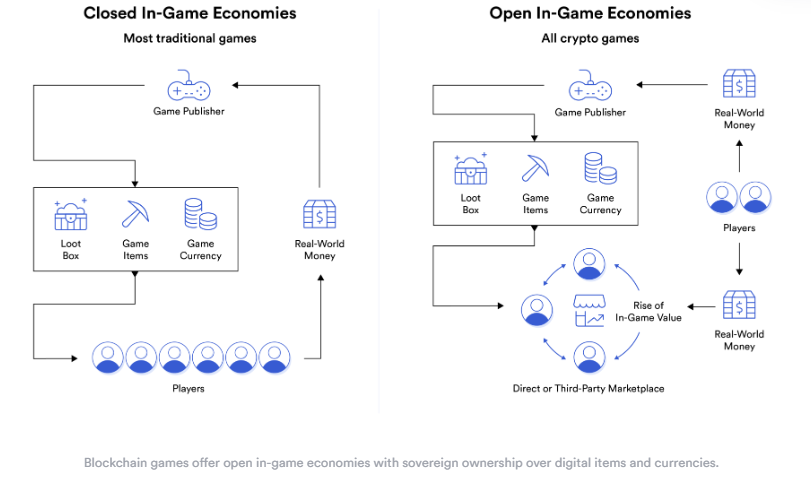 Closed In-Game Economies
Most traditional games
Game Publisher
Loot
Box
Game
Items
Game
Currency
$
Real-World
Money
Players
Open In-Game Economies
All crypto games
Game Publisher
$
Real-World
Money
Loot
Box
Game
Items
Game
Currency
Players
Rise of
In-Game Value
$
Real-World
Money
Direct or Third-Party Marketplace
Blockchain games offer open in-game economies with sovereign ownership over digital items and currencies.